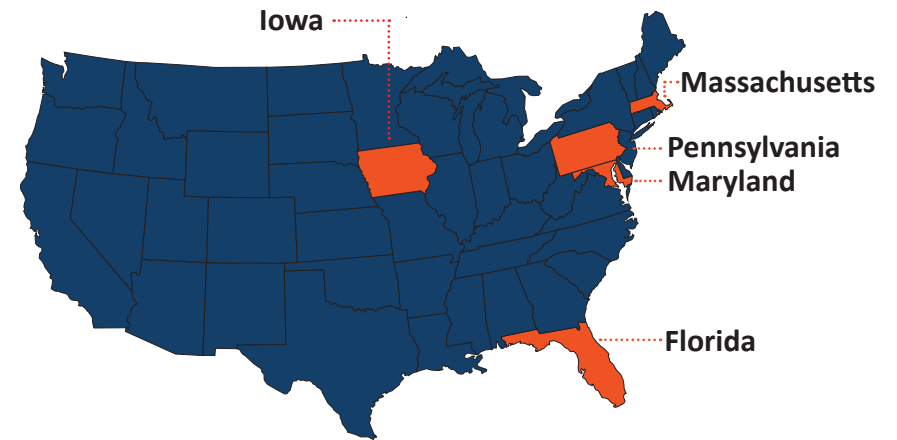 Iowa
Massachusetts
Pennsylvania
Maryland
Florida